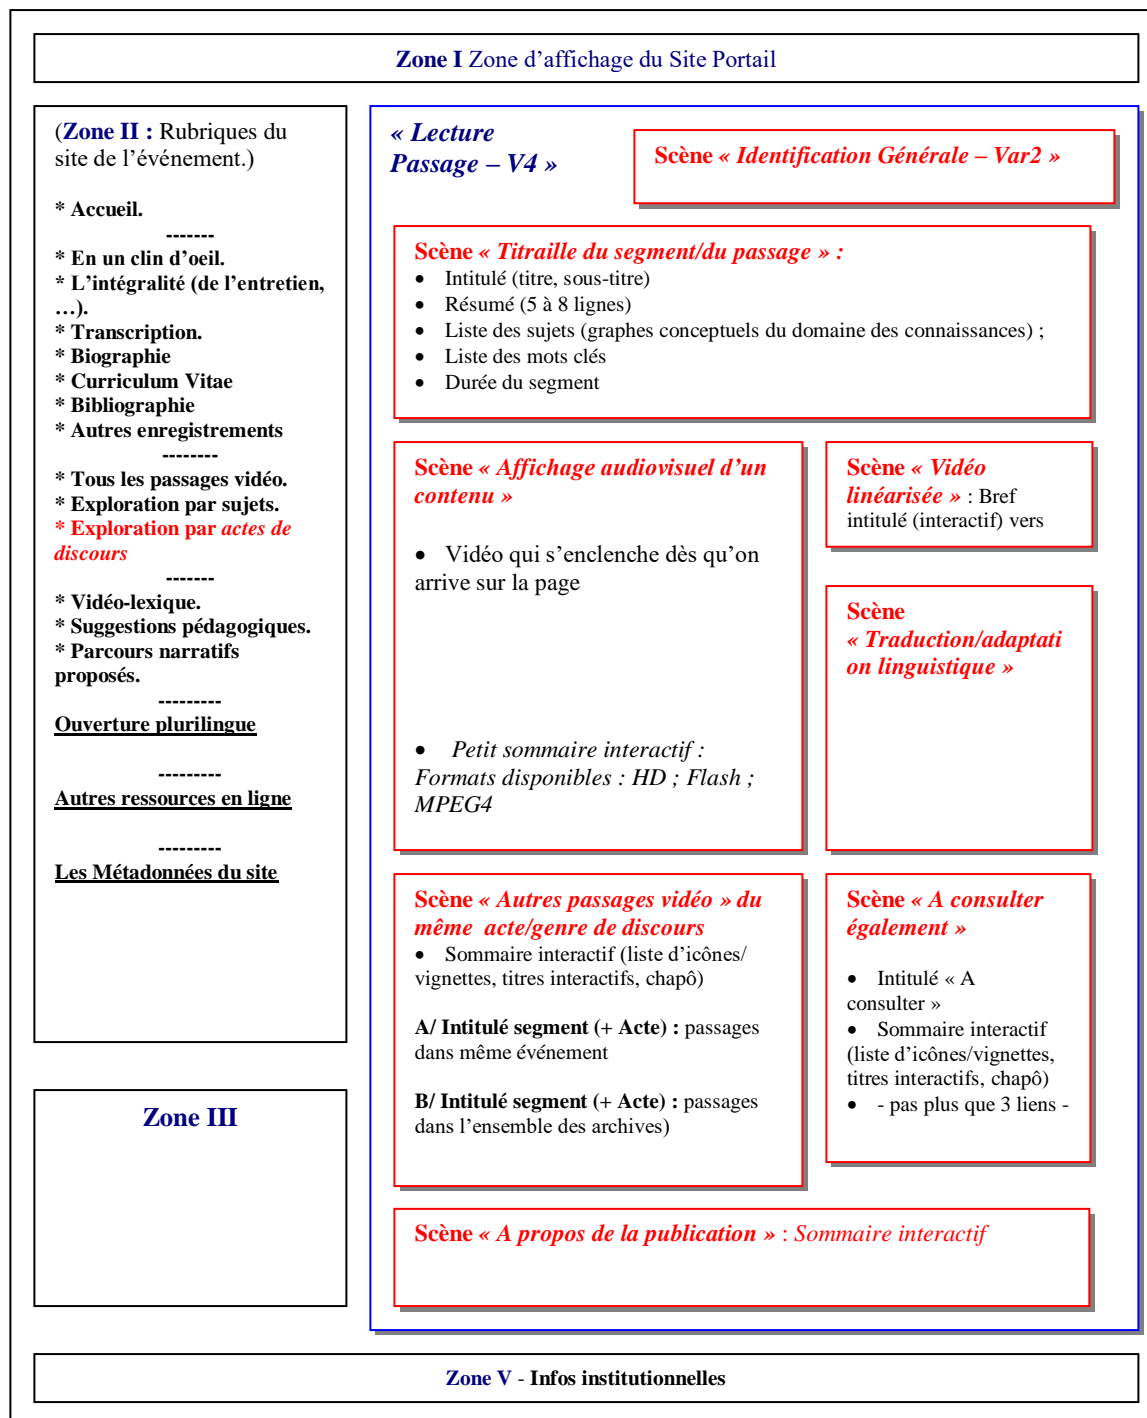 Zone I Zone d’affichage du Site Portail
(Zone II : Rubriques du
site de l’événement.)
* Accueil.
-------
* En un clin d’oeil.
* L’intégralité (de l’entretien,
…).
* Transcription.
* Biographie
* Curriculum Vitae
* Bibliographie
* Autres enregistrements
--------
* Tous les passages vidéo.
* Exploration par sujets.
* Exploration par actes de
discours
-------
* Vidéo-lexique.
* Suggestions pédagogiques.
* Parcours narratifs
proposés.
---------
Ouverture plurilingue
---------
Autres ressources en ligne
---------
Les Métadonnées du site
Zone III
« Lecture
Passage – V4 »
Scène « Identification Générale – Var2 »
Scène « Titraille du segment/du passage » :
• Intitulé (titre, sous-titre)
• Résumé (5 à 8 lignes)
• Liste des sujets (graphes conceptuels du domaine des connaissances) ;
• Liste des mots clés
• Durée du segment
Scène « Affichage audiovisuel d’un
contenu »
• Vidéo qui s’enclenche dès qu’on
arrive sur la page
• Petit sommaire interactif :
Formats disponibles : HD ; Flash ;
MPEG4
Scène « Vidéo
linéarisée » : Bref
intitulé (interactif) vers
Scène
« Traduction/adaptati
on linguistique »
Scène « Autres passages vidéo » du
même acte/genre de discours
• Sommaire interactif (liste d’icônes/
vignettes, titres interactifs, chapô)
A/ Intitulé segment (+ Acte) : passages
dans même événement
B/ Intitulé segment (+ Acte) : passages
dans l’ensemble des archives)
Scène « A consulter
également »
• Intitulé « A
consulter »
• Sommaire interactif
(liste d’icônes/vignettes,
titres interactifs, chapô)
• - pas plus que 3 liens -
Scène « A propos de la publication » : Sommaire interactif
Zone V - Infos institutionnelles